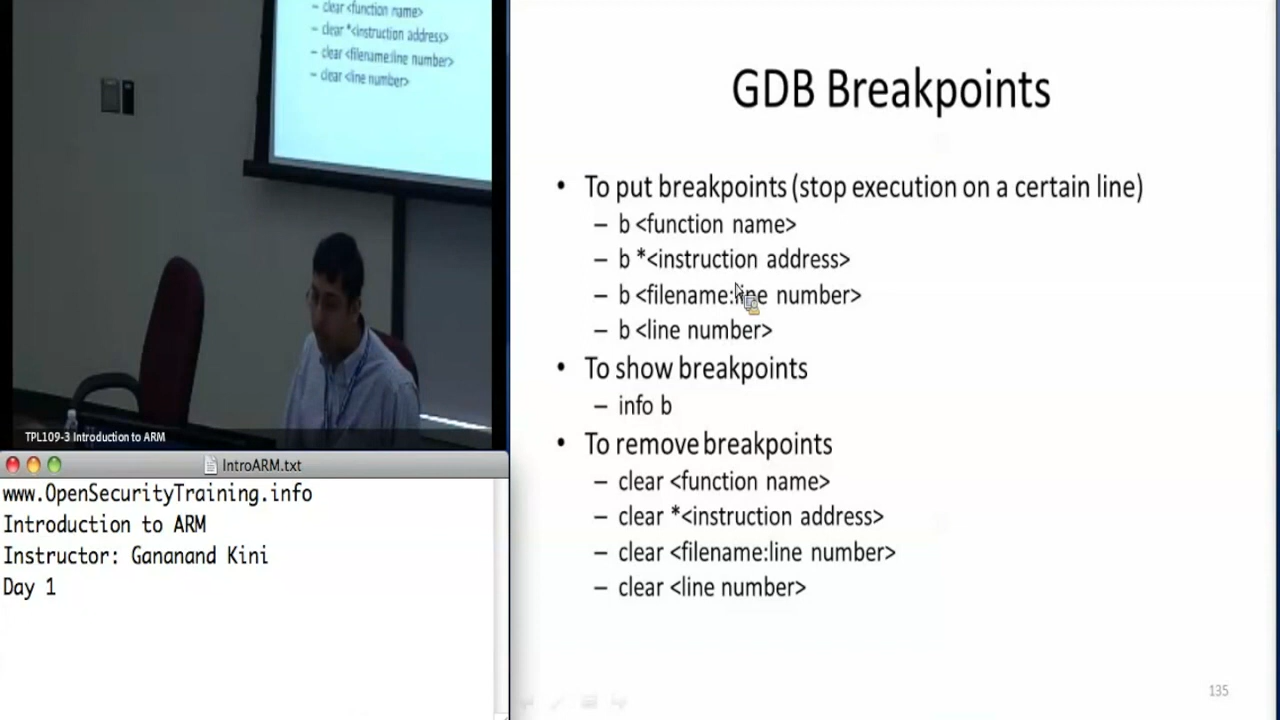 – clear <function name>
– clear *<instruction address>
– clear <filename:line number>
– clear <line number>
TPL109-3 Introduction to ARM
IntroARM.txt
www.OpenSecurityTraining.info
Introduction to ARM
Instructor: Gananand Kini
Day 1
GDB Breakpoints
• To put breakpoints (stop execution on a certain line)
– b <function name>
– b *<instruction address>
– b <filename:line number>
– b <line number>
• To show breakpoints
– info b
• To remove breakpoints
– clear <function name>
– clear *<instruction address>
– clear <filename:line number>
– clear <line number>
135